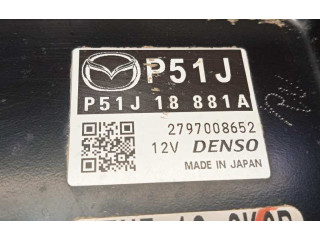 P51J
P51J 18 881A
2797008652
12V DENSO
MADE IN JAPAN